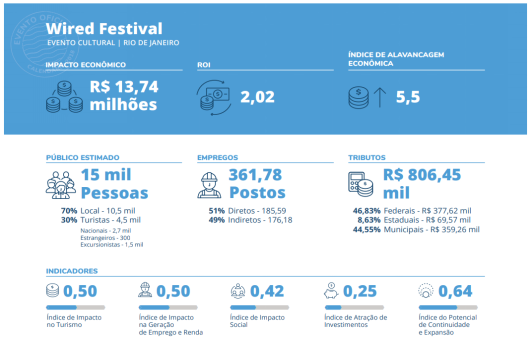 Wired Festival
EVENTO CULTURAL | RIO DE JANEIRO
IMPACTO ECONÔMICO
R$ 13,74
milhões
ROI
2,02
ÍNDICE DE ALAVANCAGEM
ECONÔMICA
5,5
PÚBLICO ESTIMADO
15 mil
Pessoas
70% Local - 10,5 mil
30% Turistas - 4,5 mil
Nacionais - 2,7 mil
Estrangeiros - 300
Excursionistas - 1,5 mil
EMPREGOS
361,78
Postos
51% Diretos - 185,59
49% Indiretos - 176,18
TRIBUTOS
R$ 806,45
mil
46,83% Federais - R$ 377,62 mil
8,63% Estaduais - R$ 69,57 mil
44,55% Municipais - R$ 359,26 mil
INDICADORES
0,50
Índice de Impacto
no Turismo
0,50
Índice de Impacto
na Geração
de Emprego e Renda
0,42
Índice de Impacto
Social
0,25
Índice de Atração de
Investimentos
0,64
Índice do Potencial
de Continuidade
e Expansão